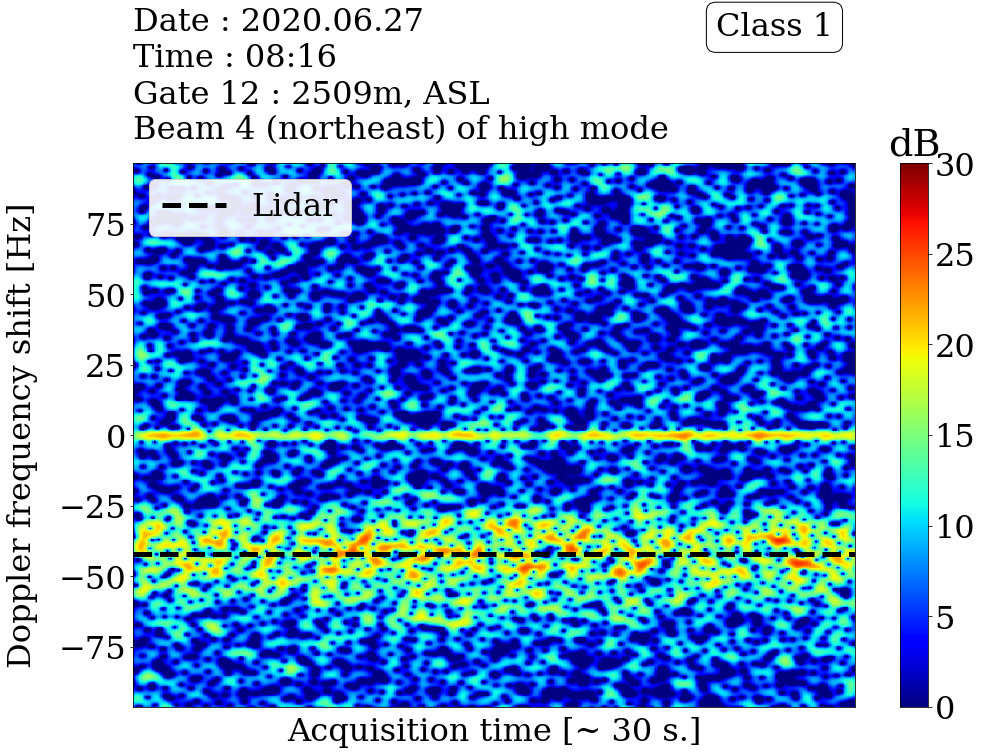 Date : 2020.06.27
Time : 08:16
Gate 12 : 2509m, ASL
Beam 4 (northeast) of high mode
Class 1
dB
Lidar
Doppler frequency shift [Hz]
75
50
25
0
−25
−50
−75
Acquisition time [~ 30 s.]
30
25
20
15
10
5
0